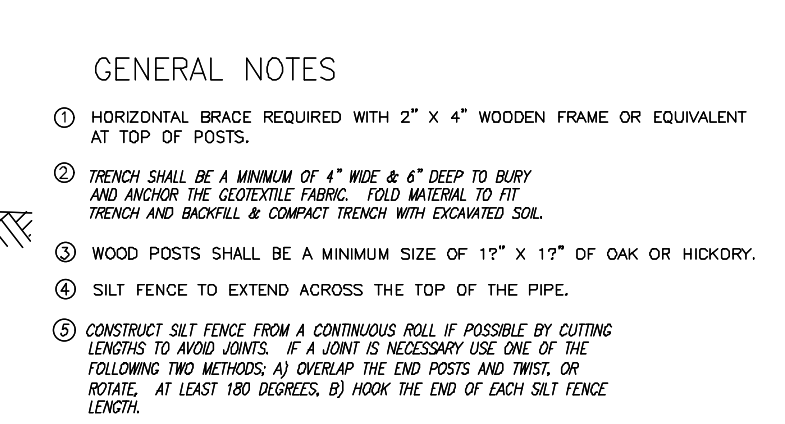 GENERAL NOTES
1 HORIZONTAL BRACE REQUIRED WITH 2" X 4" WOODEN FRAME OR EQUIVALENT
AT TOP OF POSTS.
2 TRENCH SHALL BE A MINIMUM OF 4" WIDE & 6" DEEP TO BURY
AND ANCHOR THE GEOTEXTILE FABRIC. FOLD MATERIAL TO FIT
TRENCH AND BACKFILL & COMPACT TRENCH WITH EXCAVATED SOIL.
3 WOOD POSTS SHALL BE A MINIMUM SIZE OF 1?" X 1?" OF OAK OR HICKORY.
4 SILT FENCE TO EXTEND ACROSS THE TOP OF THE PIPE.
5 CONSTRUCT SILT FENCE FROM A CONTINUOUS ROLL IF POSSIBLE BY CUTTING
LENGTHS TO AVOID JOINTS. IF A JOINT IS NECESSARY USE ONE OF THE
FOLLOWING TWO METHODS; A) OVERLAP THE END POSTS AND TWIST, OR
ROTATE, AT LEAST 180 DEGREES, B) HOOK THE END OF EACH SILT FENCE
LENGTH.